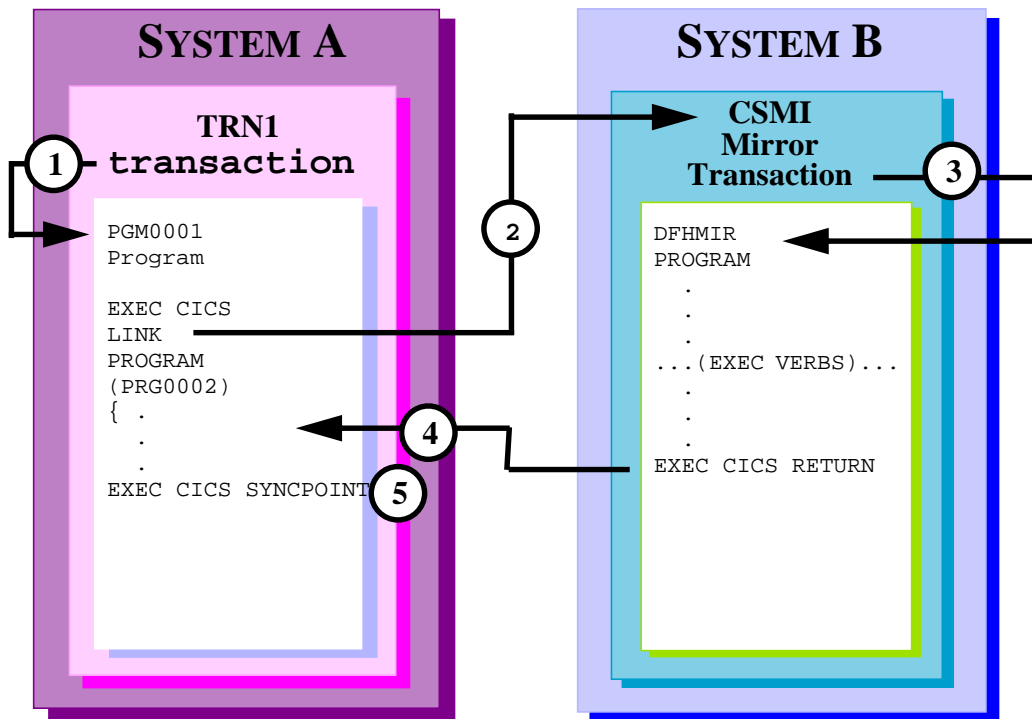 SYSTEM A
TRN1
transaction
1
PGM0001
Program
EXEC CICS
LINK
PROGRAM
(PRG0002)
{ .
.
.
EXEC CICS SYNCPOINT
5
2
4
SYSTEM B
CSMI
Mirror
Transaction
3
DFHMIR
PROGRAM
.
.
.
...(EXEC VERBS)...
.
.
.
EXEC CICS RETURN